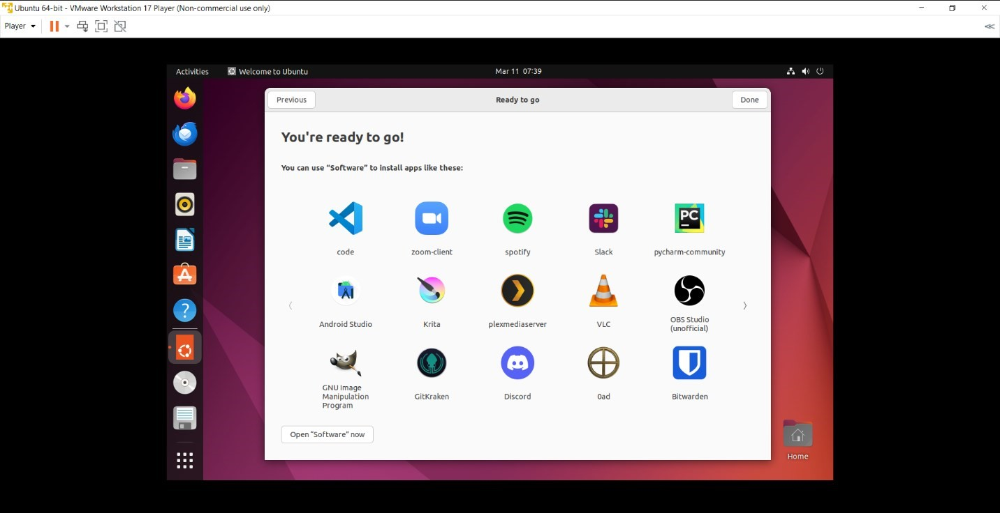 Ubuntu 64-bit - VMware Workstation 17 Player (Non-commercial use only)
Player
Activities
Welcome to Ubuntu
Mar 11 07:39
Previous
Ready to go
Done
You're ready to go!
You can use “Software” to install apps like these:
PC
code
zoom-client
spotify
Slack
pycharm-community
Android Studio
Krita
plexmediaserver
VLC
OBS Studio
(unofficial)
GNU Image
Manipulation
Program
GitKraken
Discord
0ad
Bitwarden
Open “Software” now
Home